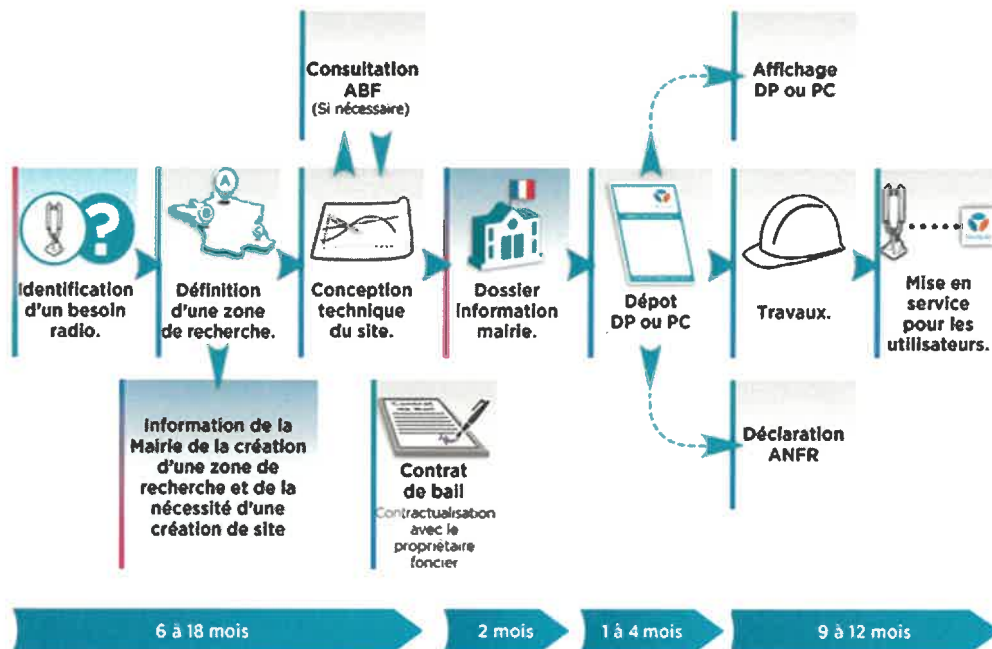 Consultation
ABF
(Si nécessaire)
Affichage
DP ou PC
A
?
Identification
d'un besoin
radio.
Définition
d'une zone
de recherche.
Conception
technique
du site.
Dossier
Information
mairie.
Dépot
DP ou PC
Travaux.
Mise en
service
pour les
utilisateurs.
Information de la
Mairie de la création
d'une zone de
recherche et de la
nécessité d'une
création de site
Contrat
de Bail
Contrat
de bail
Contractualisation
avec le
propriétaire
foncier
Déclaration
ANFR
6 à 18 mois
2 mois
1 à 4 mois
9 à 12 mois